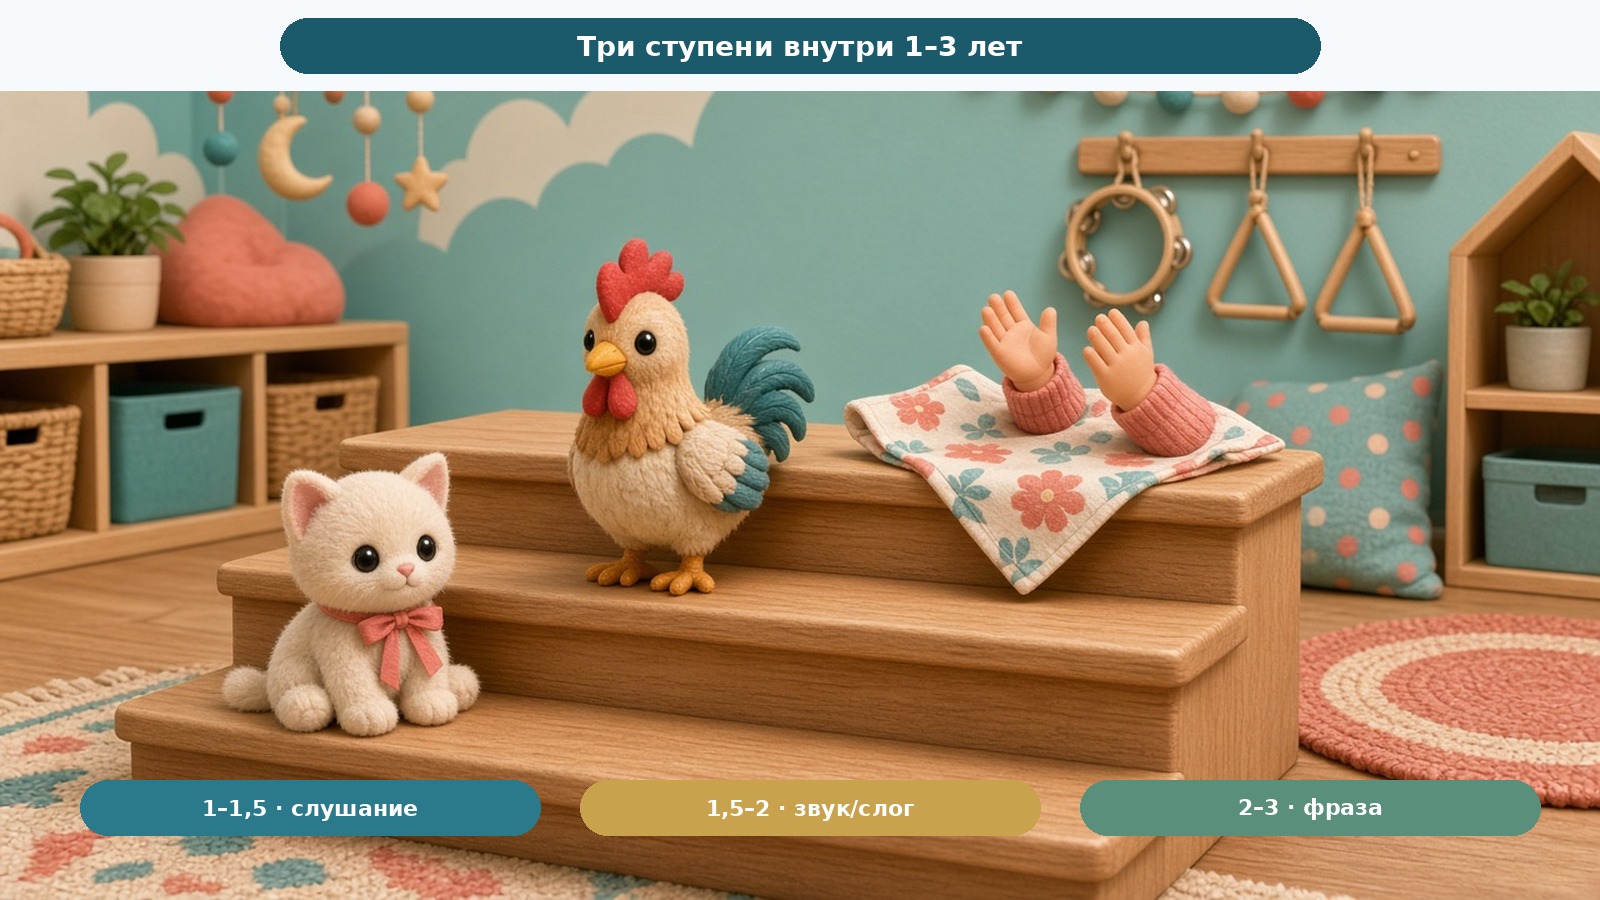 Три ступени внутри 1–3 лет
1–1,5 · слушание
1,5–2 · звук/слог
2–3 · фраза